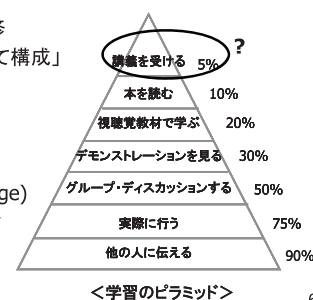 て構成」
?
講義を受ける 5%
本を読む 10%
視聴覚教材で学ぶ 20%
デモンストレーションを見る 30%
グループ・ディスカッションする 50%
ge)
実際に行う 75%
他の人に伝える 90%
＜学習のピラミッド＞